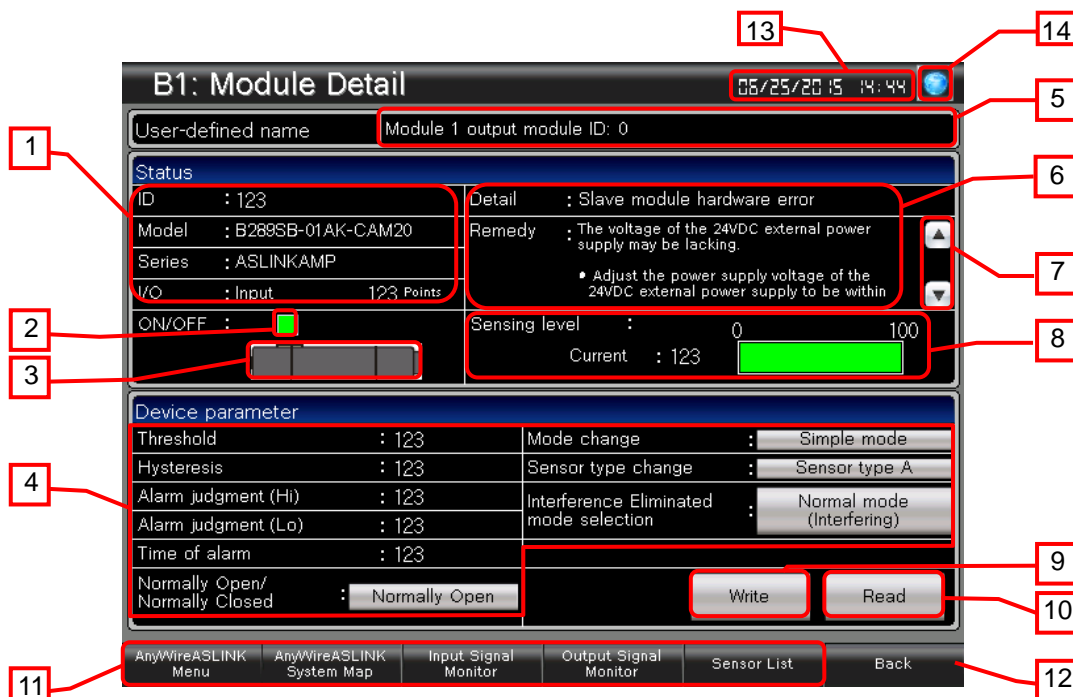 13
14
B1: Module Detail
06/25/2015 14:44
5
User-defined name
Module 1 output module ID: 0
1
Status
6
ID : 123
Detail : Slave module hardware error
Model : B289SB-01AK-CAM20
Remedy : The voltage of the 24VDC external power
supply may be lacking.
Series : ASLINKAMP
7
• Adjust the power supply voltage of the
I/O : Input 123 Points
24VDC external power supply to be within
2
ON/OFF :
Sensing level :
0 100
8
3
Current : 123
Device parameter
Threshold : 123
Mode change : Simple mode
4
Hysteresis : 123
Sensor type change : Sensor type A
Alarm judgment (Hi) : 123
Interference Eliminated
mode selection :
Normal mode
(Interfering)
Alarm judgment (Lo) : 123
Time of alarm : 123
9
Normally Open/
Normally Closed : Normally Open
Write
Read
10
AnyWireASLINK
Menu
AnyWireASLINK
System Map
Input Signal
Monitor
Output Signal
Monitor
Sensor List
Back
11
12